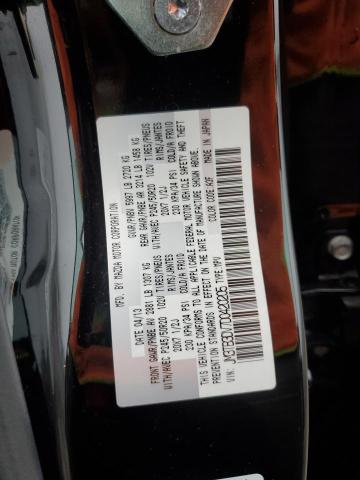 MFD. BY MAZDA MOTOR CORPORATION
DATE 04/13 GVWR/PNBV 5997 LB 2720 KG
FRONT GAWR/PNBE AV 2881 LB 1307 KG REAR GAWR/PNBE AR 3214 LB 1458 KG
WITH/AVEC P245/50R20 102V TIRES/PNEUS WITH/AVEC P245/50R20 102V TIRES/PNEUS
20X7 1/2J RIMS/JANTES 20X7 1/2J RIMS/JANTES
230 KPA/34 PSI COLD/A FROID 230 KPA/34 PSI COLD/A FROID
THIS VEHICLE CONFORMS TO ALL APPLICABLE FEDERAL MOTOR VEHICLE SAFETY AND THEFT
PREVENTION STANDARDS IN EFFECT ON THE DATE OF MANUFACTURE SHOWN ABOVE.
MADE IN JAPAN
TYPE: MPV
COLOR CODE: A3F
VIN: